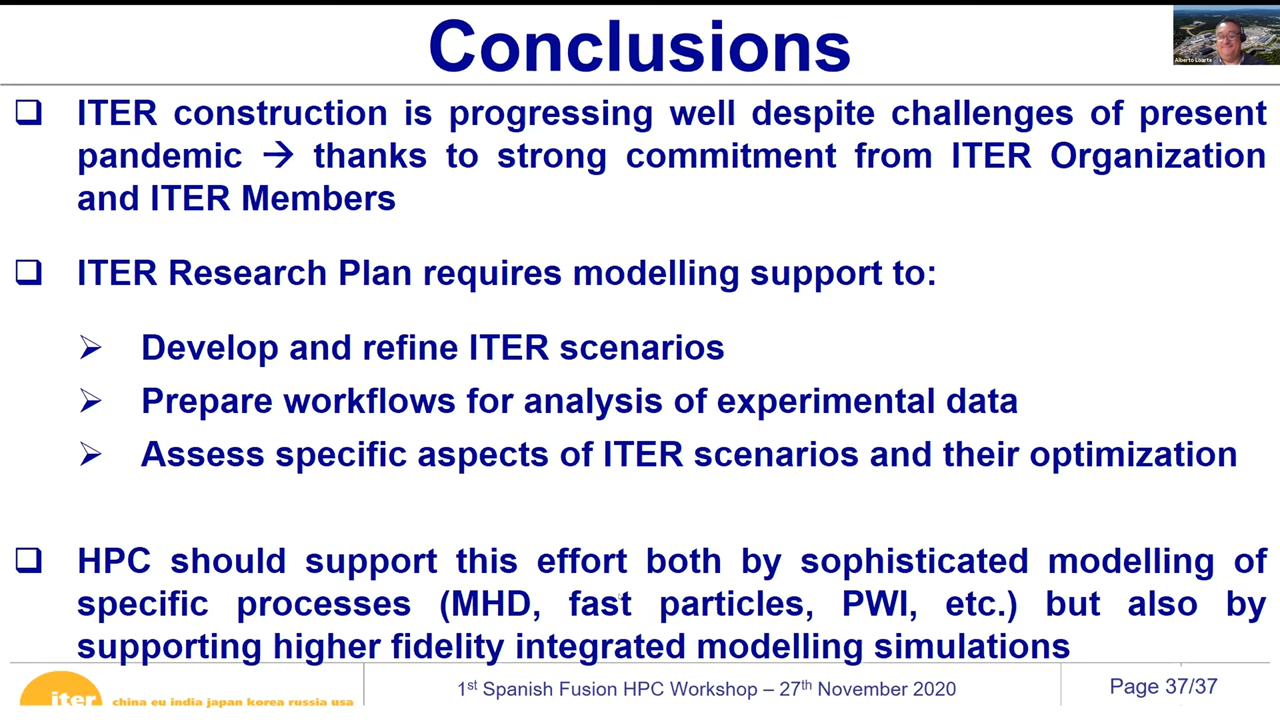 Conclusions
Alberto Loarte
❑ ITER construction is progressing well despite challenges of present
pandemic → thanks to strong commitment from ITER Organization
and ITER Members
❑ ITER Research Plan requires modelling support to:
➢ Develop and refine ITER scenarios
➢ Prepare workflows for analysis of experimental data
➢ Assess specific aspects of ITER scenarios and their optimization
❑ HPC should support this effort both by sophisticated modelling of
specific processes (MHD, fast particles, PWI, etc.) but also by
supporting higher fidelity integrated modelling simulations
iter
china eu india japan korea russia usa
1st Spanish Fusion HPC Workshop – 27th November 2020
Page 37/37